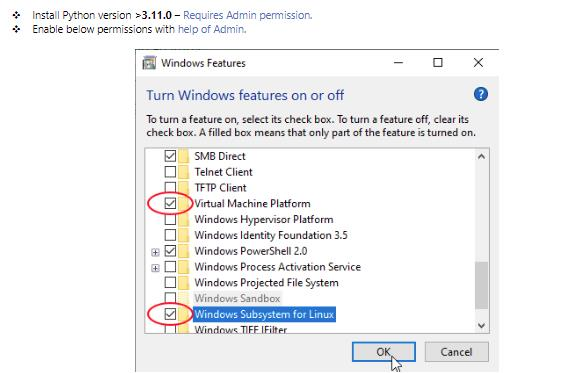 ❖ Install Python version >3.11.0 – Requires Admin permission.
❖ Enable below permissions with help of Admin.
Windows Features
Turn Windows features on or off
To turn a feature on, select its check box. To turn a feature off, clear its
check box. A filled box means that only part of the feature is turned on.
SMB Direct
Telnet Client
TFTP Client
Virtual Machine Platform
Windows Hypervisor Platform
Windows Identity Foundation 3.5
Windows PowerShell 2.0
Windows Process Activation Service
Windows Projected File System
Windows Sandbox
Windows Subsystem for Linux
Windows TIFF IFilter
OK
Cancel